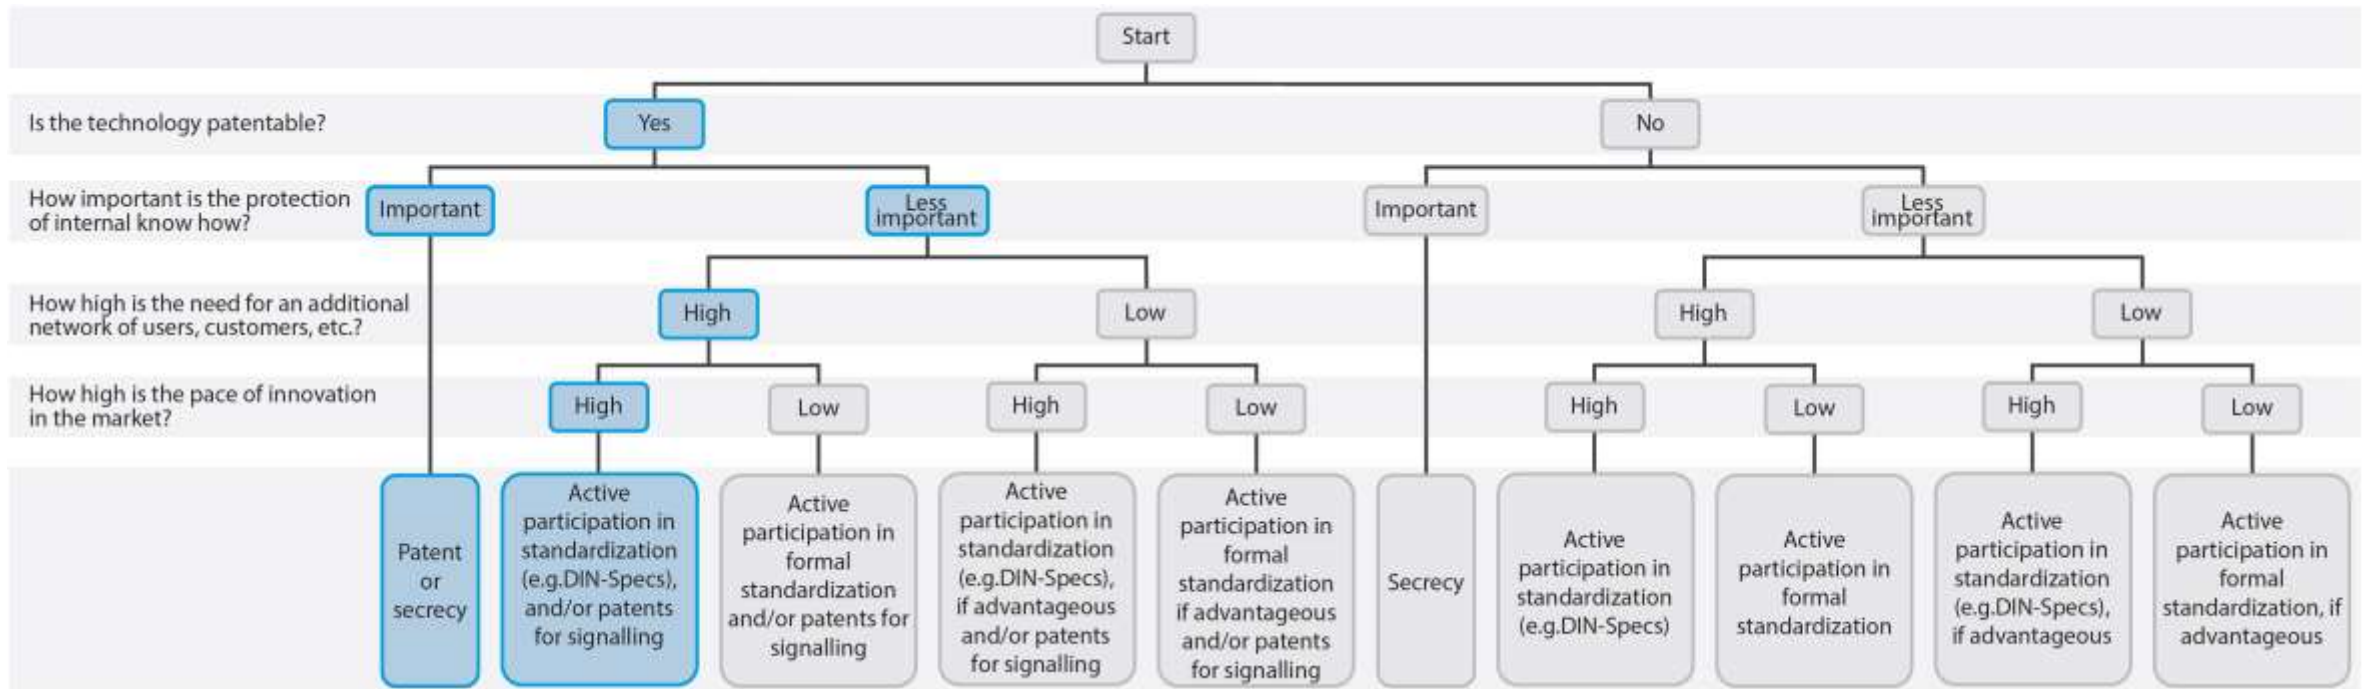 Start
Is the technology patentable?
Yes
No
How important is the protection
of internal know how?
Important
Less
important
Important
Less
important
How high is the need for an additional
network of users, customers, etc.?
High
Low
High
Low
How high is the pace of innovation
in the market?
High
Low
High
Low
High
Low
High
Low
Patent
or
secrecy
Active
participation in
standardization
(e.g.DIN-Specs),
and/or patents
for signalling
Active
participation in
formal
standardization
and/or patents for
signalling
Active
participation in
standardization
(e.g.DIN-Specs),
if advantageous
and/or patents
for signalling
Active
participation in
formal
standardization
if advantageous
and/or patents
for signalling
Secrecy
Active
participation in
standardization
(e.g.DIN-Specs)
Active
participation in
formal
standardization
Active
participation in
standardization
(e.g.DIN-Specs),
if advantageous
Active
participation in
formal
standardization, if
advantageous